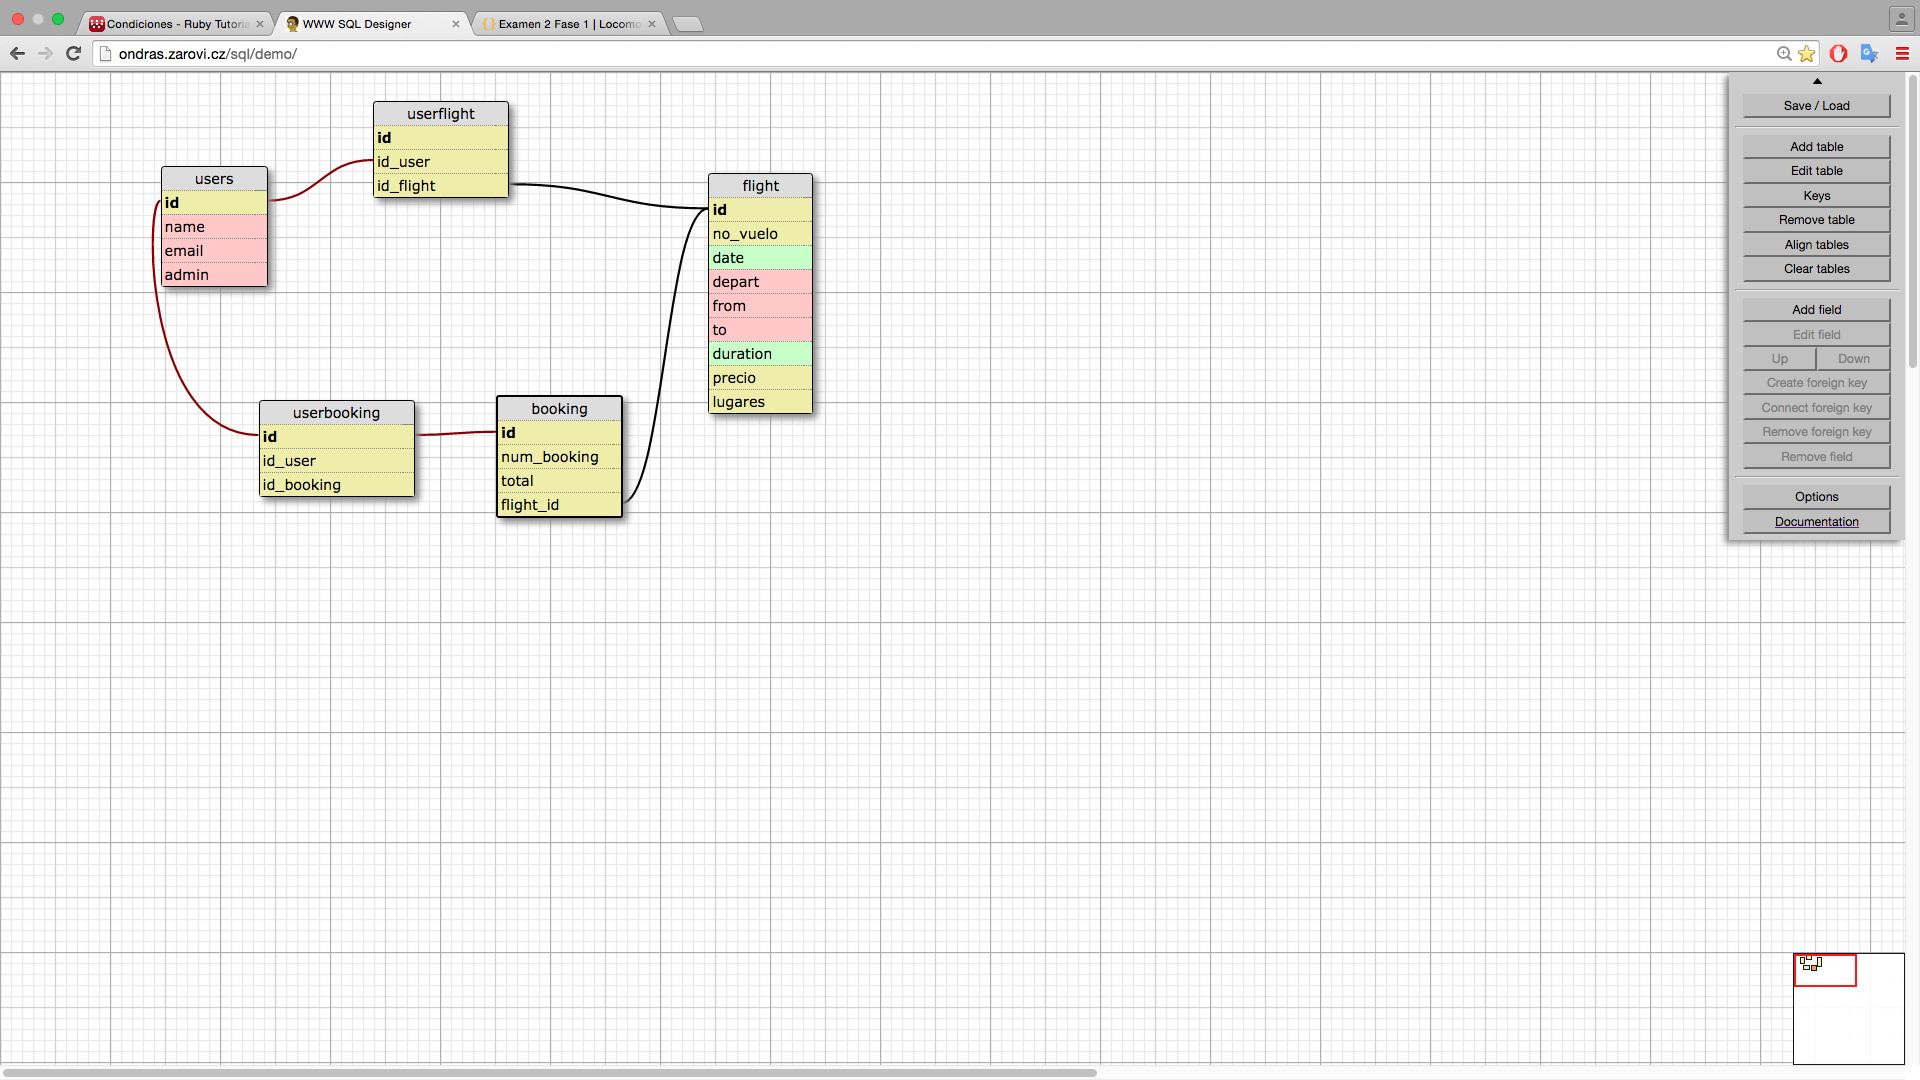 Condiciones - Ruby Tutoria
WWW SQL Designer
Examen 2 Fase 1 | Locomo
ondras.zarovi.cz/sql/demo/
userflight
id
id_user
id_flight
users
id
name
email
admin
flight
id
no_vuelo
date
depart
from
to
duration
precio
lugares
userbooking
id
id_user
id_booking
booking
id
num_booking
total
flight_id
Save / Load
Add table
Edit table
Keys
Remove table
Align tables
Clear tables
Add field
Edit field
Up
Down
Create foreign key
Connect foreign key
Remove foreign key
Remove field
Options
Documentation